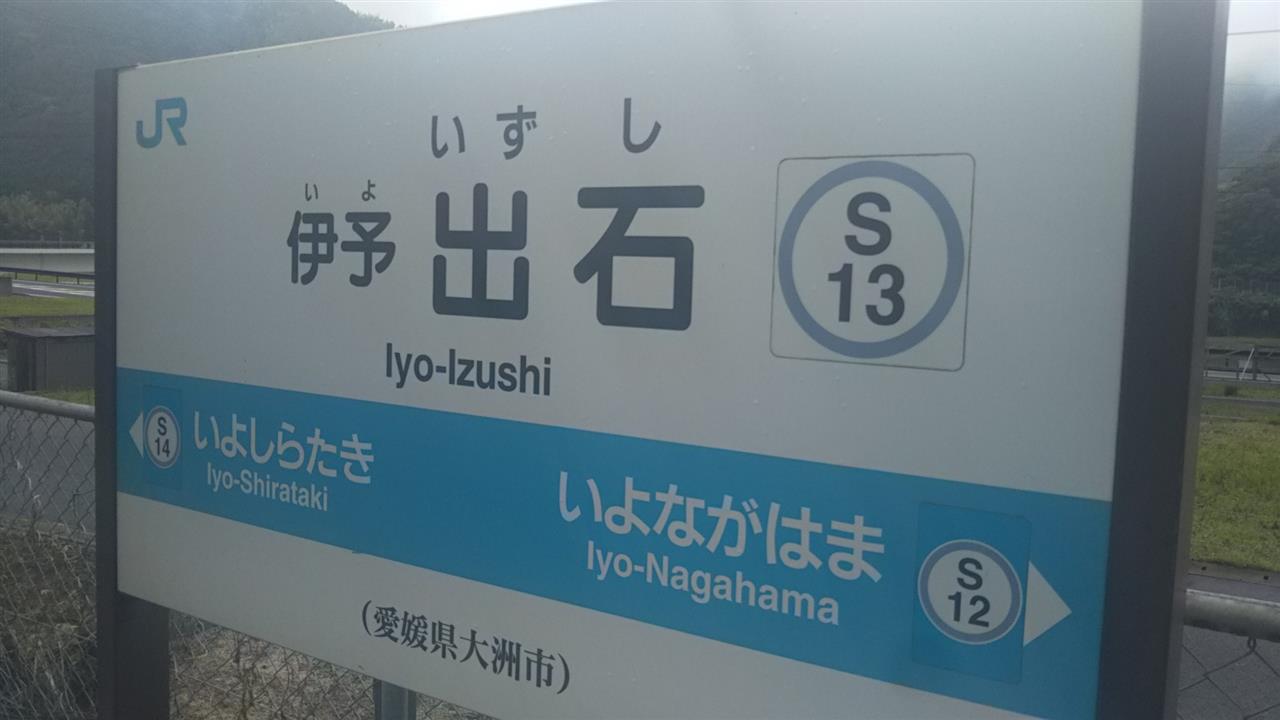 JR
いずし
いよ
伊予出石
S
13
Iyo-Izushi
S
14
いよしらたき
Iyo-Shirataki
いよながはま
Iyo-Nagahama
S
12
(愛媛県大洲市)